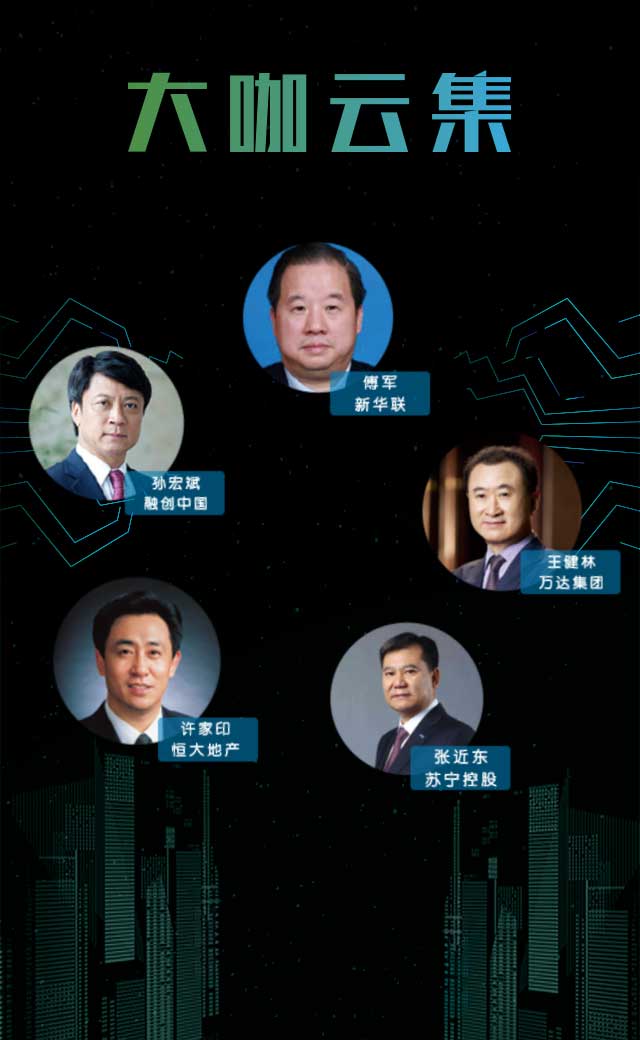 大咖云集
傅军
新华联
孙宏斌
融创中国
王健林
万达集团
许家印
恒大地产
张近东
苏宁控股